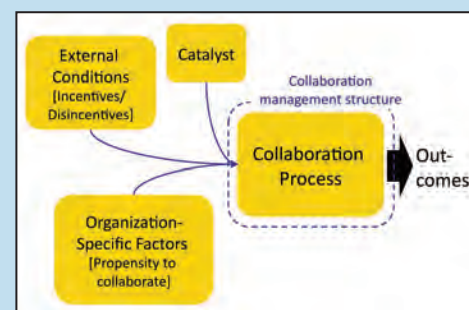 External
Conditions
[Incentives/
Disincentives]
Catalyst
Collaboration
management structure
Collaboration
Process
Out-
comes
Organization-
Specific Factors
[Propensity to
collaborate]